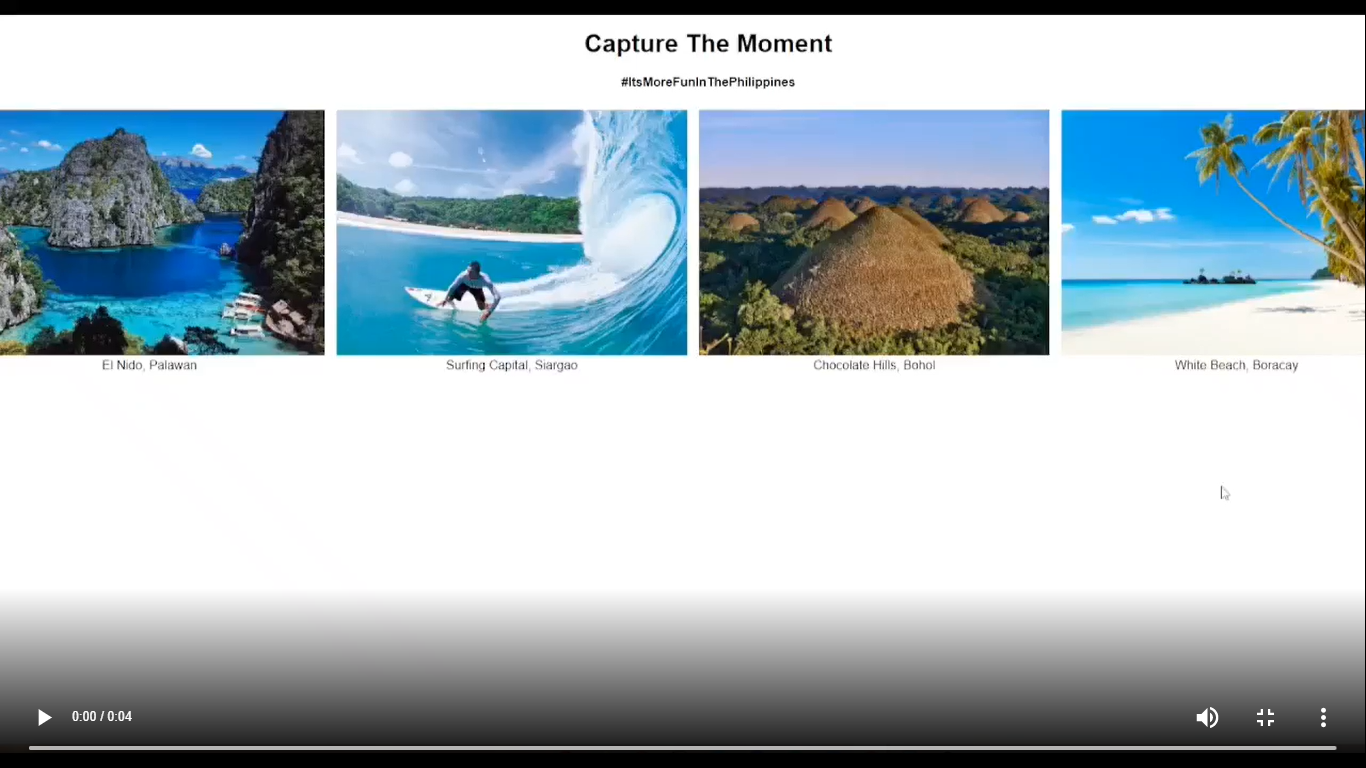 Capture The Moment
#ItsMoreFunInThePhilippines
El Nido, Palawan
Surfing Capital, Siargao
Chocolate Hills, Bohol
White Beach, Boracay
0:00 / 0:04